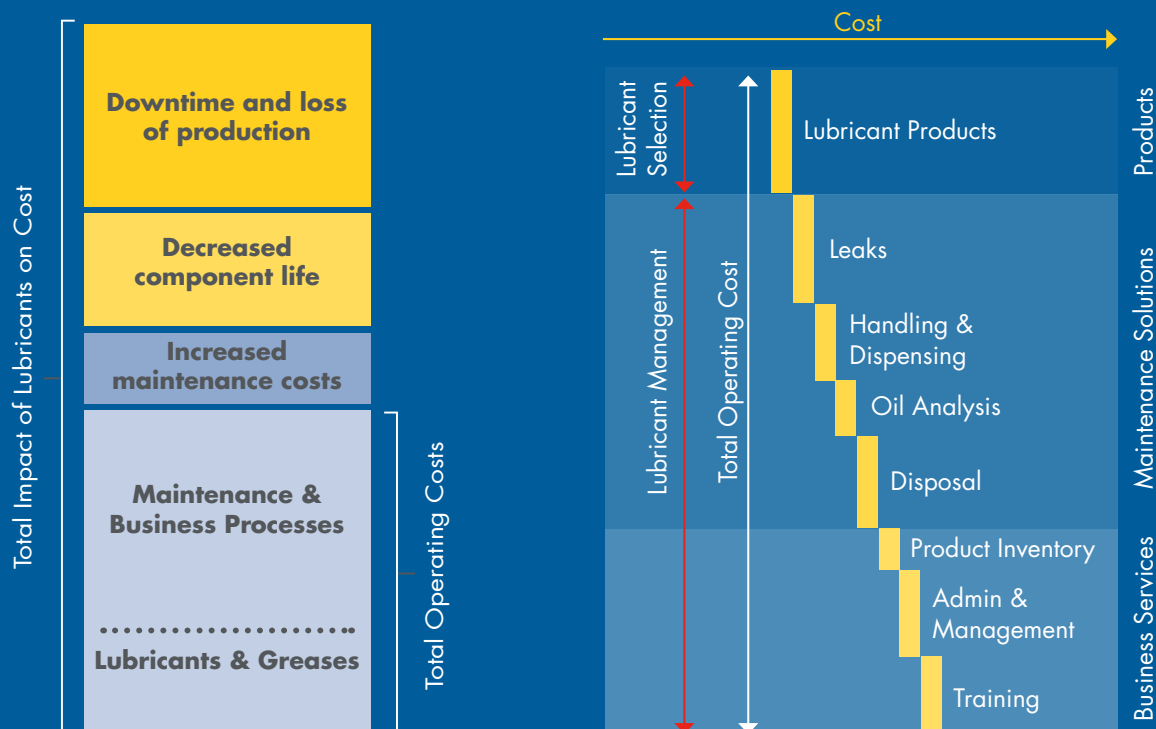 Total Impact of Lubricants on Cost
Downtime and loss
of production
Decreased
component life
Increased
maintenance costs
Maintenance &
Business Processes
Lubricants & Greases
Total Operating Costs
Cost
Lubricant
Selection
Lubricant Management
Total Operating Cost
Lubricant Products
Leaks
Handling &
Dispensing
Oil Analysis
Disposal
Product Inventory
Admin &
Management
Training
Products
Maintenance Solutions
Business Services